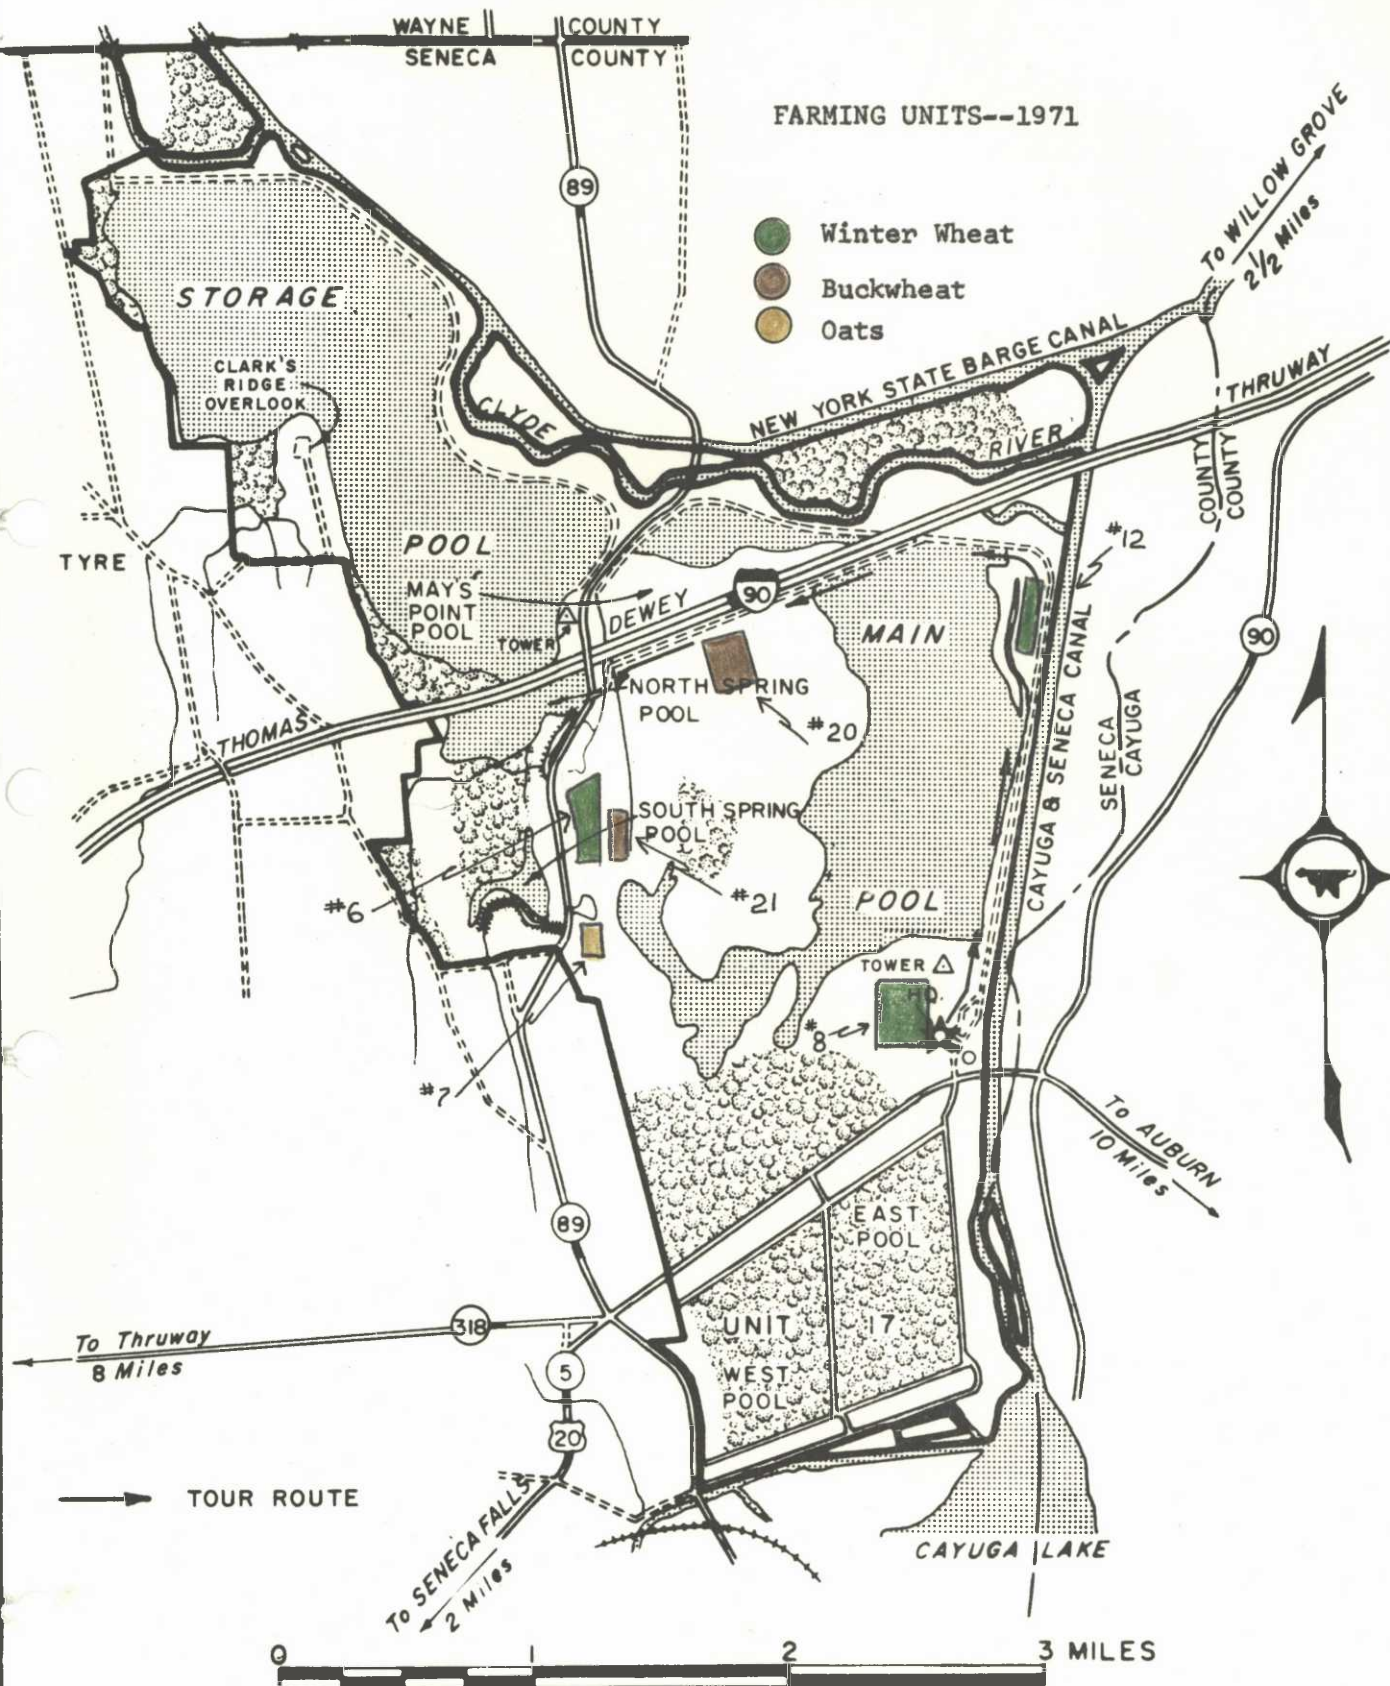 WAYNE COUNTY
SENECA COUNTY
FARMING UNITS--1971
Winter Wheat
Buckwheat
Oats
89
To WILLOW GROVE
2 1/2 Miles
STORAGE
CLARK'S
RIDGE
OVERLOOK
CLYDE
NEW YORK STATE BARGE CANAL
RIVER
THRUWAY
COUNTY
COUNTY
TYRE
POOL
MAY'S
POINT
POOL
TOWER
DEWEY
90
MAIN
#12
90
THOMAS
NORTH SPRING
POOL
#20
CAYUGA & SENECA CANAL
SENECA
CAYUGA
SOUTH SPRING
POOL
#6
#21
POOL
TOWER
HQ.
#8
#7
To AUBURN
10 Miles
89
EAST
POOL
318
To Thruway
8 Miles
UNIT 17
WEST
POOL
5
20
TOUR ROUTE
To SENECA FALLS
2 Miles
CAYUGA LAKE
0 1 2 3 MILES